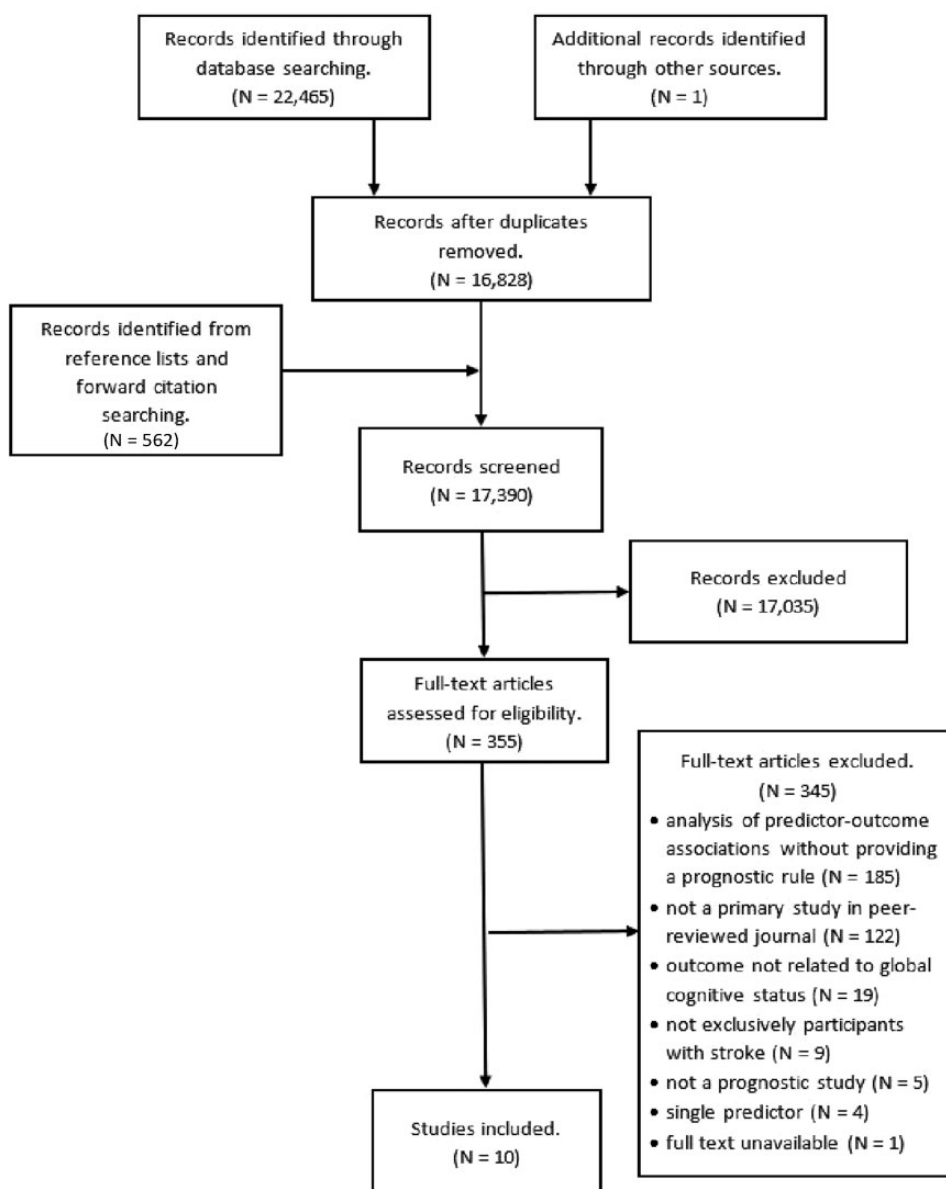 Records identified through
database searching.
(N = 22,465)
Additional records identified
through other sources.
(N = 1)
Records after duplicates
removed.
(N = 16,828)
Records identified from
reference lists and
forward citation
searching.
(N = 562)
Records screened
(N = 17,390)
Records excluded
(N = 17,035)
Full-text articles
assessed for eligibility.
(N = 355)
Full-text articles excluded.
(N = 345)
• analysis of predictor-outcome
associations without providing
a prognostic rule (N = 185)
• not a primary study in peer-
reviewed journal (N = 122)
• outcome not related to global
cognitive status (N = 19)
• not exclusively participants
with stroke (N = 9)
• not a prognostic study (N = 5)
• single predictor (N = 4)
• full text unavailable (N = 1)
Studies included.
(N = 10)